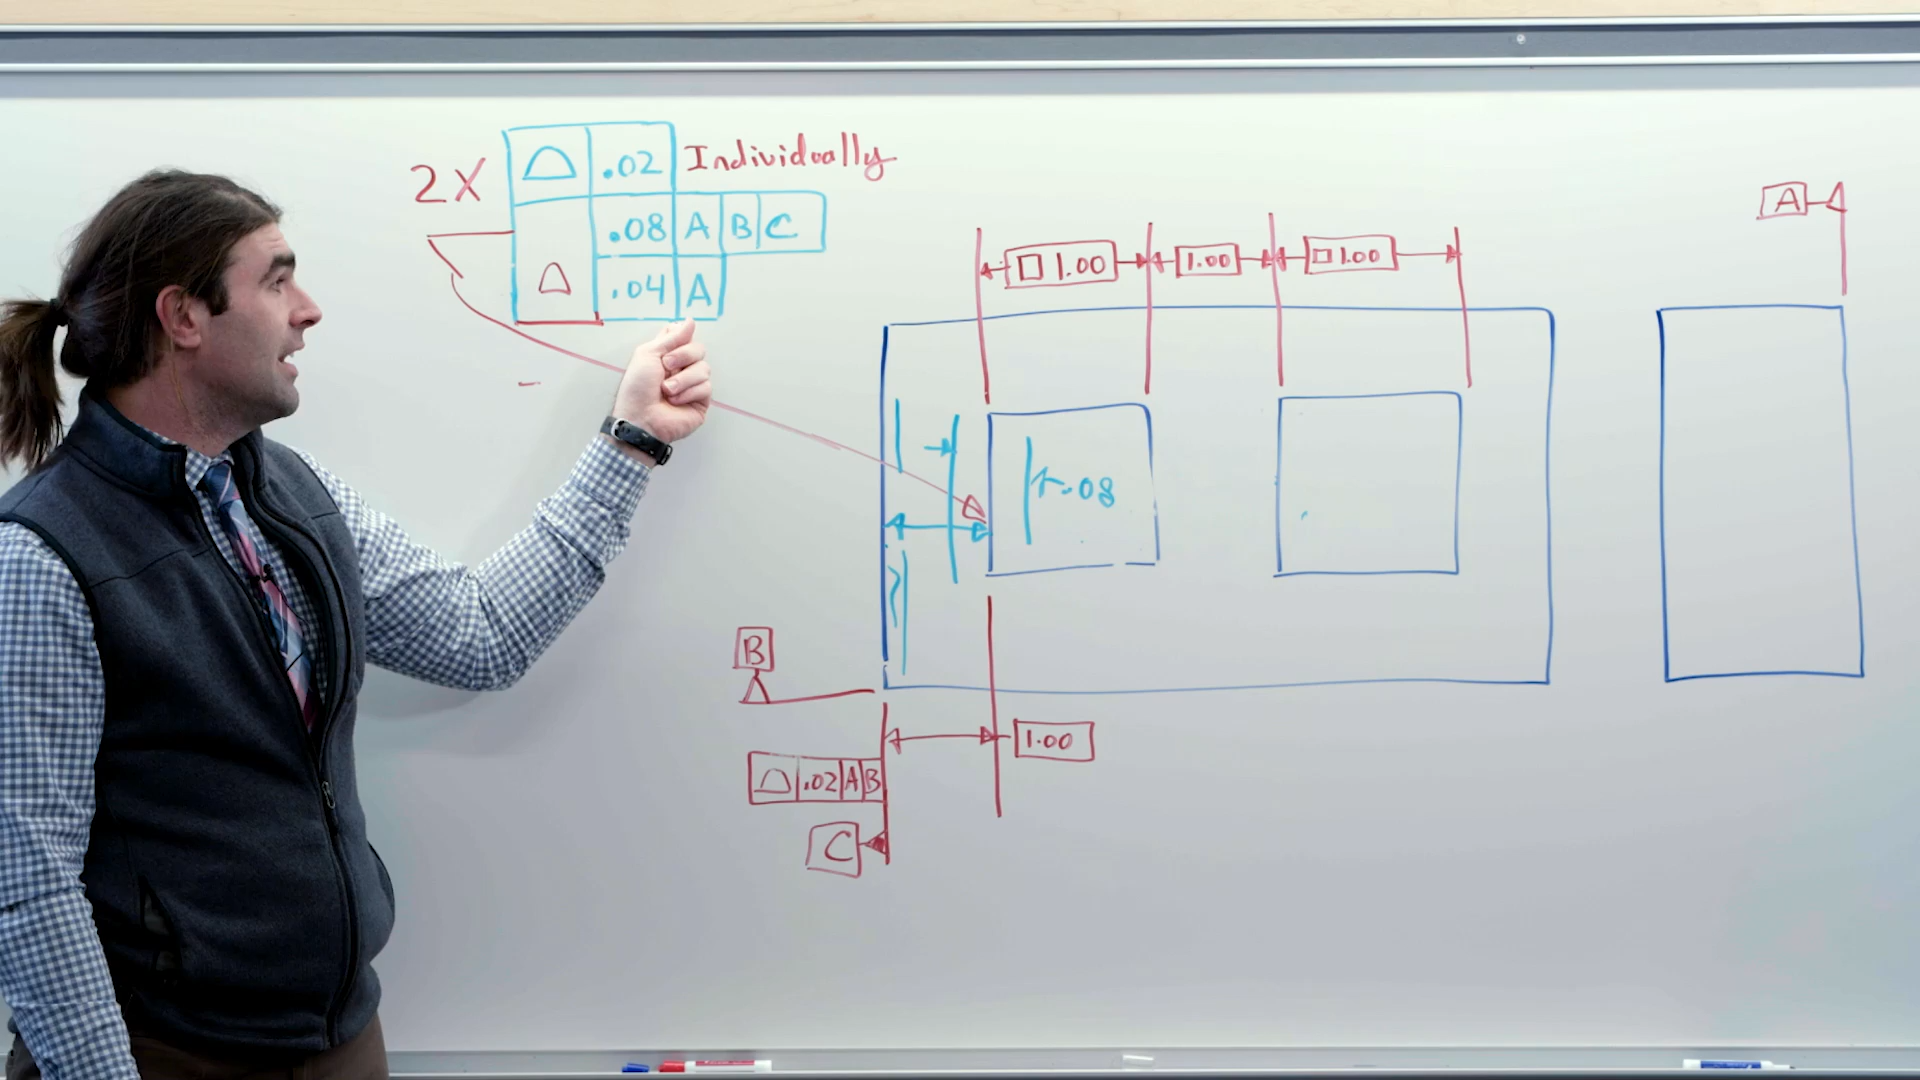 2X .02 Individually
.08 A B C
.04 A
A
□ 1.00 1.00 □ 1.00
.08
B
1.00
.02 A B
C